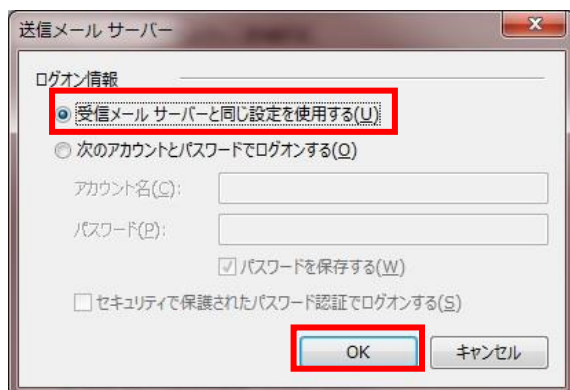 送信メール サーバー
ログオン情報
受信メール サーバーと同じ設定を使用する(U)
次のアカウントとパスワードでログオンする(O)
アカウント名(C):
パスワード(P):
パスワードを保存する(W)
セキュリティで保護されたパスワード認証でログオンする(S)
OK キャンセル